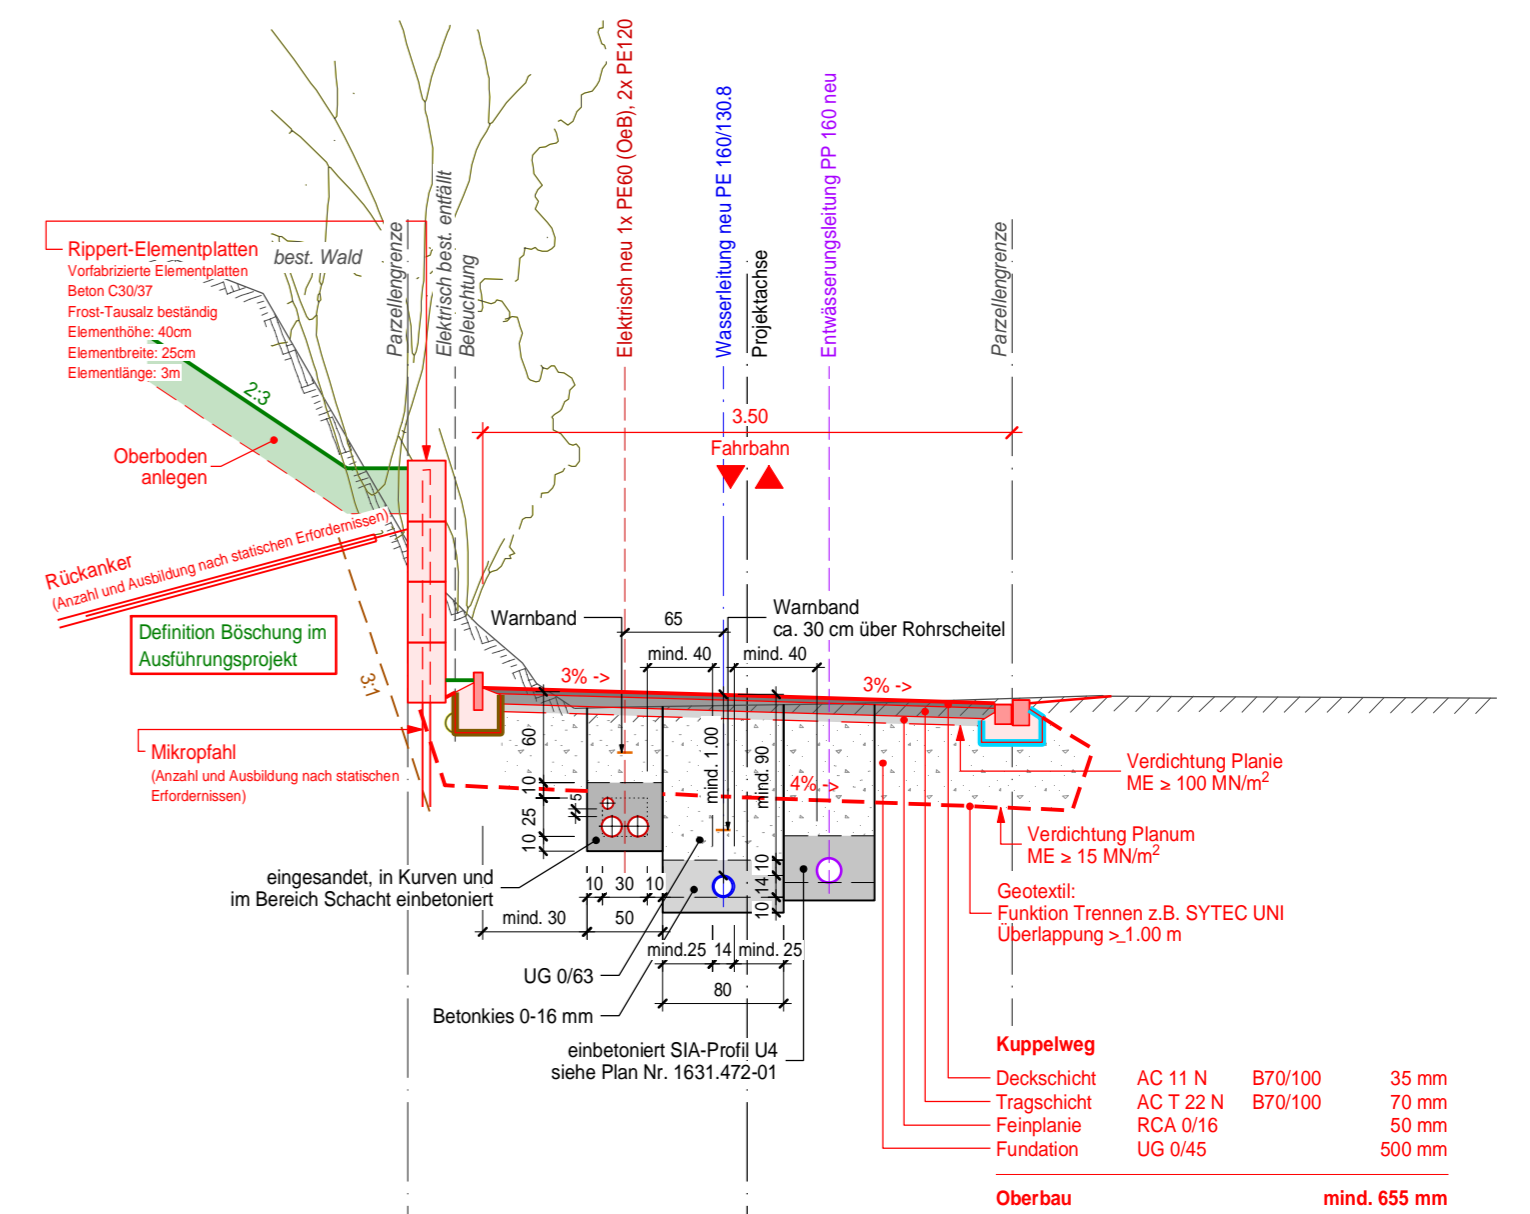 Elektrisch neu 1x PE60 (OeB), 2x PE120
Wasserleitung neu PE 160/130.8
Projektachse
Entwässerungsleitung PP 160 neu
Parzellengrenze
Elektrisch best. entfällt
Beleuchtung
Parzellengrenze
Rippert-Elementplatten
Vorfabrizierte Elementplatten
Beton C30/37
Frost-Tausalz beständig
Elementhöhe: 40cm
Elementbreite: 25cm
Elementlänge: 3m
best. Wald
2:3
Oberboden
anlegen
3.50
Fahrbahn
Rückanker
(Anzahl und Ausbildung nach statischen Erfordernissen)
Definition Böschung im
Ausführungsprojekt
3:1
Warnband
65
Warnband
ca. 30 cm über Rohrscheitel
mind. 40
mind. 40
3% ->
3% ->
Mikropfahl
(Anzahl und Ausbildung nach statischen
Erfordernissen)
60
10
25
10
5
mind. 1.00
mind. 90
4% ->
10
14
10
Verdichtung Planie
ME ≥ 100 MN/m²
Verdichtung Planum
ME ≥ 15 MN/m²
Geotextil:
Funktion Trennen z.B. SYTEC UNI
Überlappung >_1.00 m
eingesandet, in Kurven und
im Bereich Schacht einbetoniert
10 30 10
mind. 30
50
mind.25 14 mind. 25
80
UG 0/63
Betonkies 0-16 mm
einbetoniert SIA-Profil U4
siehe Plan Nr. 1631.472-01
Kuppelweg
Deckschicht AC 11 N B70/100 35 mm
Tragschicht AC T 22 N B70/100 70 mm
Feinplanie RCA 0/16 50 mm
Fundation UG 0/45 500 mm
Oberbau mind. 655 mm